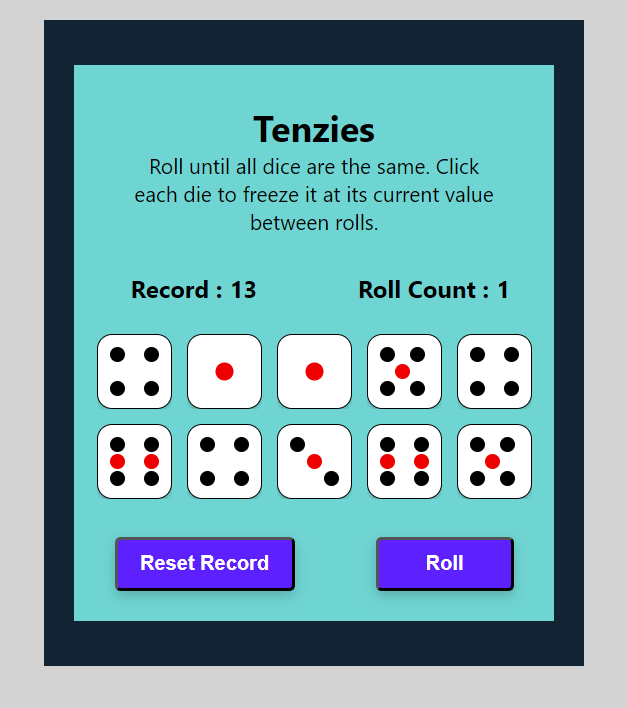 Tenzies
Roll until all dice are the same. Click
each die to freeze it at its current value
between rolls.
Record : 13
Roll Count : 1
Reset Record
Roll